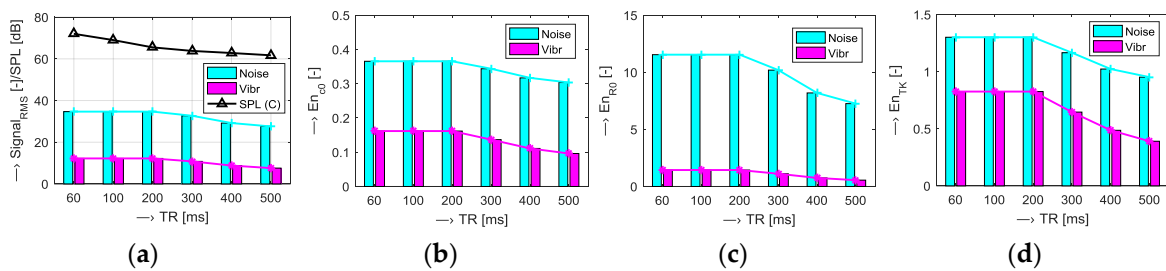 —› Signal_RMS [-]/SPL [dB]
80
60
40
20
0
Noise
Vibr
SPL (C)
60 100 200 300 400 500
—› TR [ms]
(a)
—› En_c0 [-]
0.5
0.4
0.3
0.2
0.1
0
Noise
Vibr
60 100 200 300 400 500
—› TR [ms]
(b)
—› En_R0 [-]
15
10
5
0
Noise
Vibr
60 100 200 300 400 500
—› TR [ms]
(c)
—› En_TK [-]
1.5
1
0.5
0
Noise
Vibr
60 100 200 300 400 500
—› TR [ms]
(d)